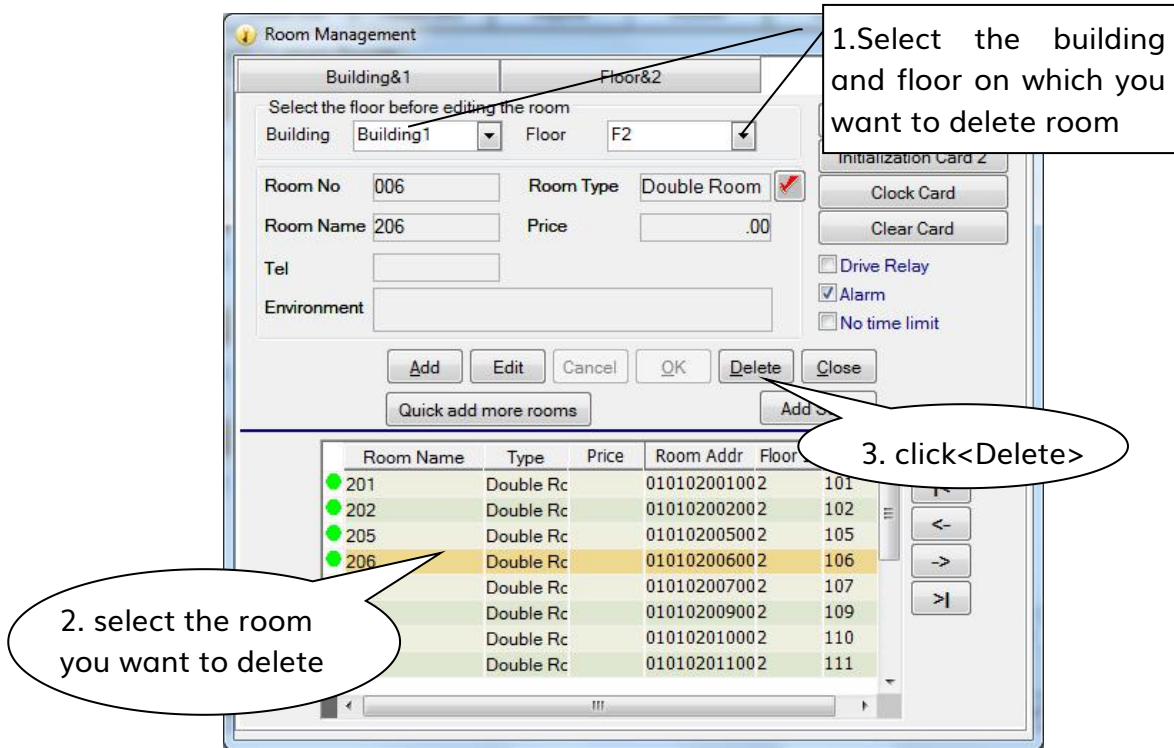 Room Management
1.Select the building
and floor on which you
want to delete room
Building&1 Floor&2
Select the floor before editing the room
Building Building1 Floor F2
Initialization Card 2
Room No 006 Room Type Double Room
Clock Card
Room Name 206 Price .00
Clear Card
Tel
Drive Relay
Environment
Alarm
No time limit
Add Edit Cancel OK Delete Close
Quick add more rooms Add
3. click<Delete>
Room Name Type Price Room Addr Floor
201 Double Rc 010102001002 101
202 Double Rc 010102002002 102
205 Double Rc 010102005002 105
206 Double Rc 010102006002 106
Double Rc 010102007002 107
Double Rc 010102009002 109
Double Rc 010102010002 110
Double Rc 010102011002 111
|<
<-
->
>|
2. select the room
you want to delete